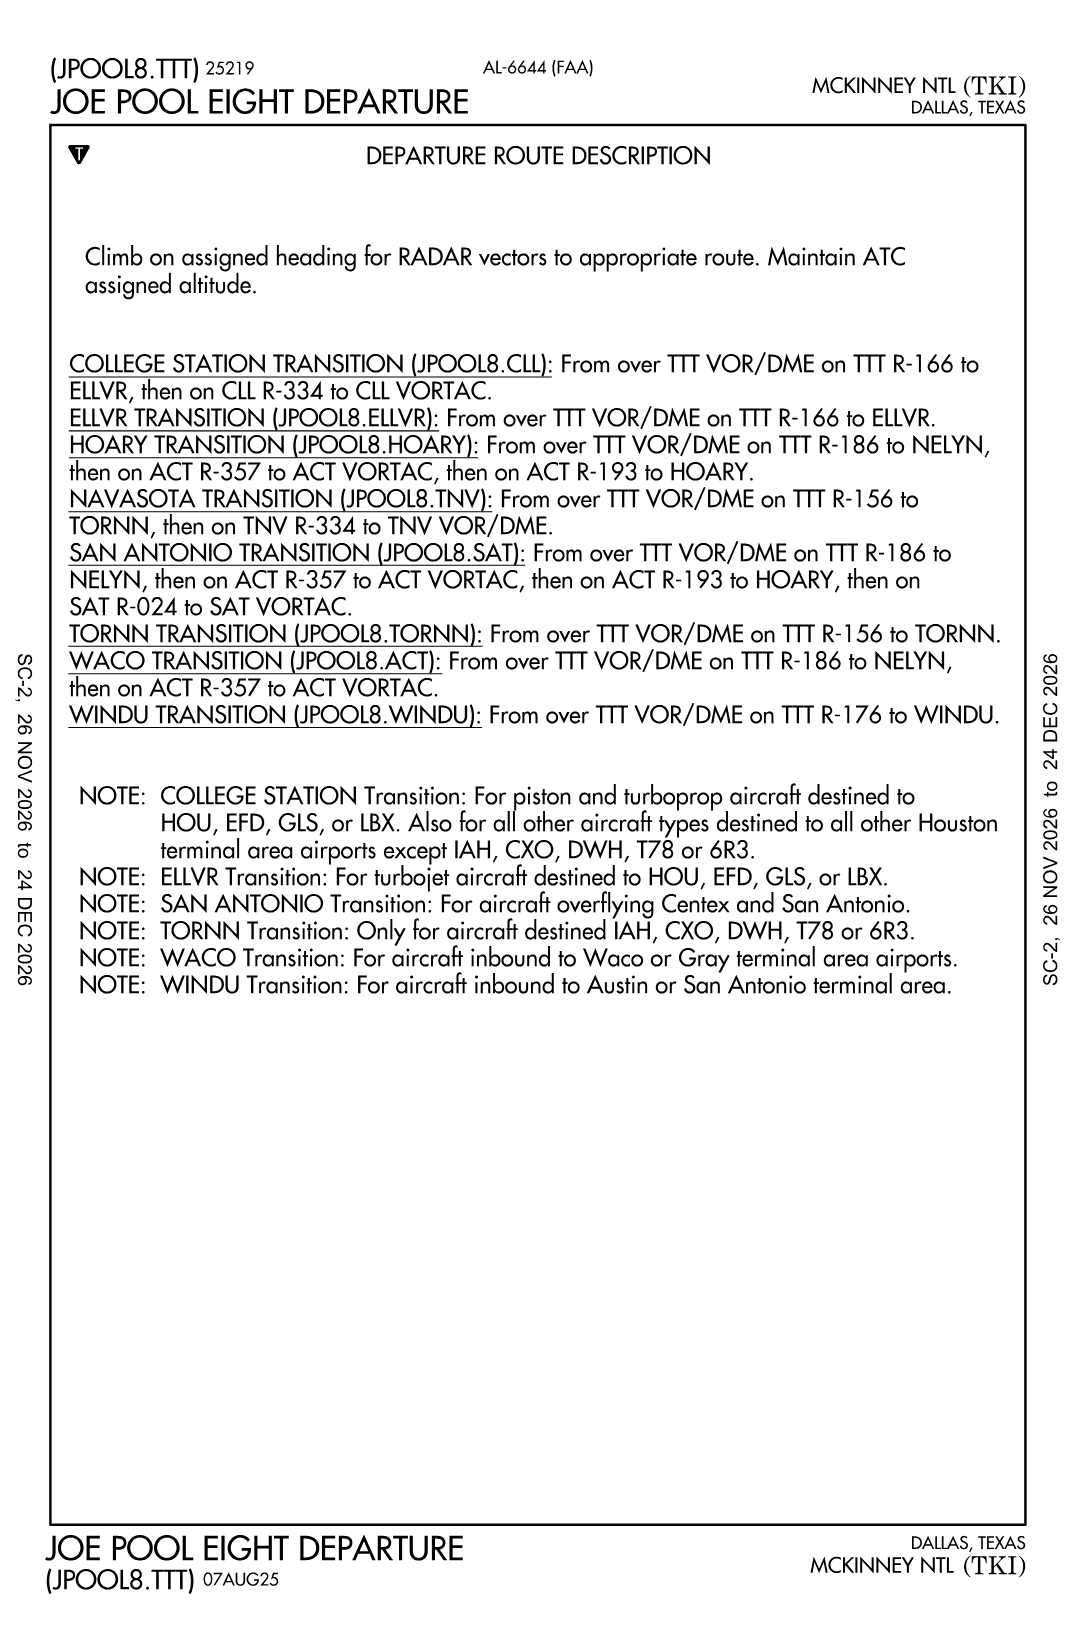 (JPOOL8.TTT) 25219
AL-6644 (FAA)
MCKINNEY NTL (TKI)
JOE POOL EIGHT DEPARTURE
DALLAS, TEXAS
T
DEPARTURE ROUTE DESCRIPTION
Climb on assigned heading for RADAR vectors to appropriate route. Maintain ATC
assigned altitude.
COLLEGE STATION TRANSITION (JPOOL8.CLL): From over TTT VOR/DME on TTT R-166 to
ELLVR, then on CLL R-334 to CLL VORTAC.
ELLVR TRANSITION (JPOOL8.ELLVR): From over TTT VOR/DME on TTT R-166 to ELLVR.
HOARY TRANSITION (JPOOL8.HOARY): From over TTT VOR/DME on TTT R-186 to NELYN,
then on ACT R-357 to ACT VORTAC, then on ACT R-193 to HOARY.
NAVASOTA TRANSITION (JPOOL8.TNV): From over TTT VOR/DME on TTT R-156 to
TORNN, then on TNV R-334 to TNV VOR/DME.
SAN ANTONIO TRANSITION (JPOOL8.SAT): From over TTT VOR/DME on TTT R-186 to
NELYN, then on ACT R-357 to ACT VORTAC, then on ACT R-193 to HOARY, then on
SAT R-024 to SAT VORTAC.
TORNN TRANSITION (JPOOL8.TORNN): From over TTT VOR/DME on TTT R-156 to TORNN.
WACO TRANSITION (JPOOL8.ACT): From over TTT VOR/DME on TTT R-186 to NELYN,
then on ACT R-357 to ACT VORTAC.
WINDU TRANSITION (JPOOL8.WINDU): From over TTT VOR/DME on TTT R-176 to WINDU.
NOTE: COLLEGE STATION Transition: For piston and turboprop aircraft destined to
HOU, EFD, GLS, or LBX. Also for all other aircraft types destined to all other Houston
terminal area airports except IAH, CXO, DWH, T78 or 6R3.
NOTE: ELLVR Transition: For turbojet aircraft destined to HOU, EFD, GLS, or LBX.
NOTE: SAN ANTONIO Transition: For aircraft overflying Centex and San Antonio.
NOTE: TORNN Transition: Only for aircraft destined IAH, CXO, DWH, T78 or 6R3.
NOTE: WACO Transition: For aircraft inbound to Waco or Gray terminal area airports.
NOTE: WINDU Transition: For aircraft inbound to Austin or San Antonio terminal area.
SC-2, 26 NOV 2026 to 24 DEC 2026
SC-2, 26 NOV 2026 to 24 DEC 2026
JOE POOL EIGHT DEPARTURE
DALLAS, TEXAS
(JPOOL8.TTT) 07AUG25
MCKINNEY NTL (TKI)